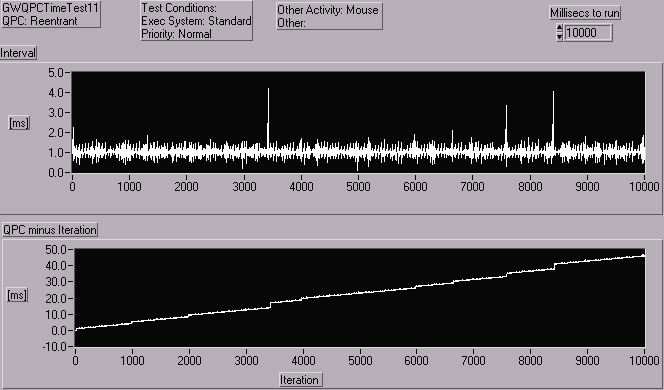 GWQPCTimeTest11
QPC: Reentrant
Test Conditions:
Exec System: Standard
Priority: Normal
Other Activity: Mouse
Other:
Millisecs to run
10000
Interval
5.0
4.0
3.0
2.0
1.0
0.0
[ms]
0 1000 2000 3000 4000 5000 6000 7000 8000 9000 10000
QPC minus Iteration
50.0
40.0
30.0
20.0
10.0
0.0
-10.0
[ms]
0 1000 2000 3000 4000 5000 6000 7000 8000 9000 10000
Iteration